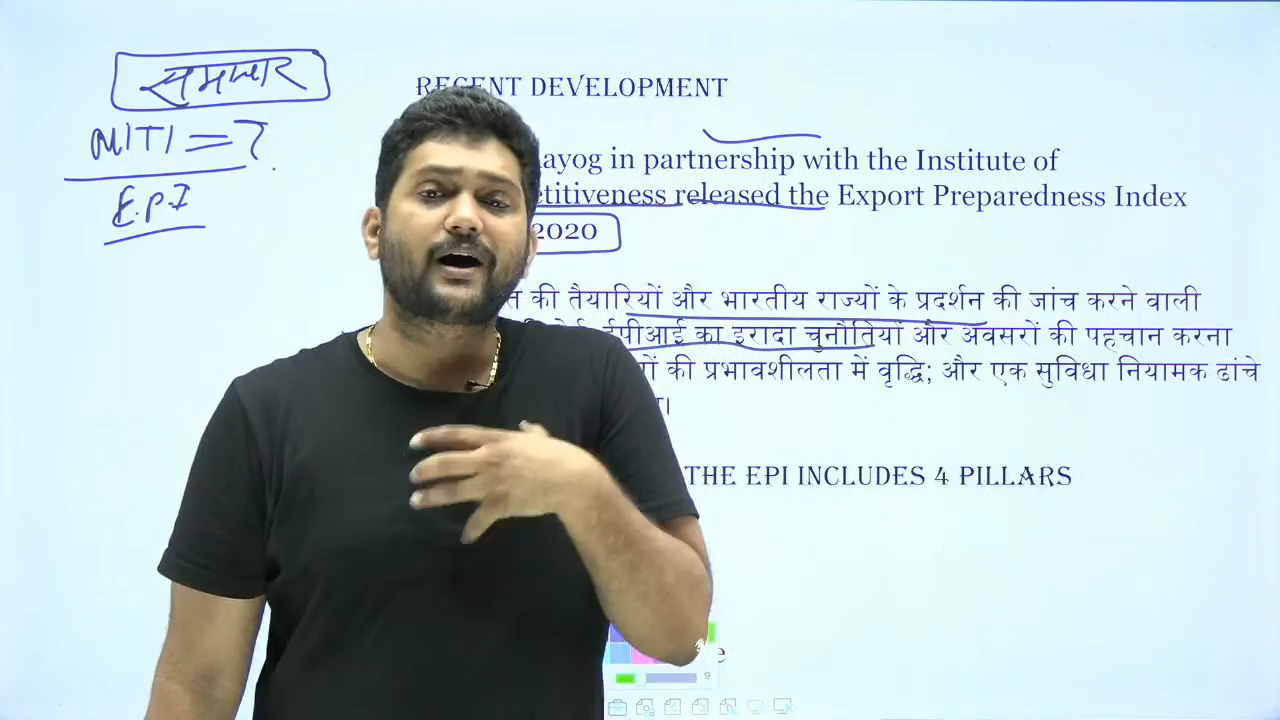 समाचार
NITI = ?
E.P.I
RECENT DEVELOPMENT
ayog in partnership with the Institute of
etitiveness released the Export Preparedness Index
2020
की तैयारियों और भारतीय राज्यों के प्रदर्शन की जांच करने वाली
ईपीआई का इरादा चुनौतियों और अवसरों की पहचान करना
की प्रभावशीलता में वृद्धि; और एक सुविधा नियामक ढांचे
THE EPI INCLUDES 4 PILLARS
e
9